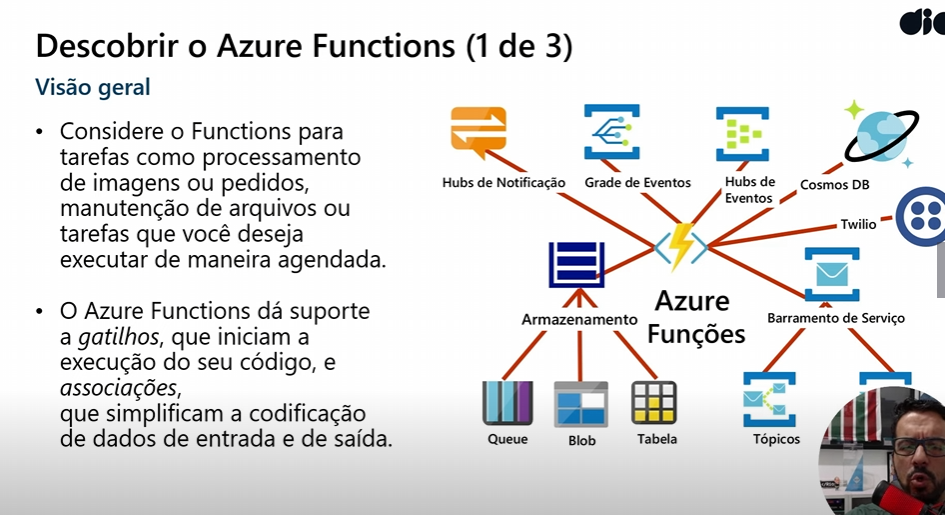 Descobrir o Azure Functions (1 de 3)
Visão geral
• Considere o Functions para
tarefas como processamento
de imagens ou pedidos,
manutenção de arquivos ou
tarefas que você deseja
executar de maneira agendada.
• O Azure Functions dá suporte
a gatilhos, que iniciam a
execução do seu código, e
associações,
que simplificam a codificação
de dados de entrada e de saída.
Hubs de Notificação
Grade de Eventos
Hubs de
Eventos
Cosmos DB
Twilio
Azure
Funções
Armazenamento
Barramento de Serviço
Queue
Blob
Tabela
Tópicos